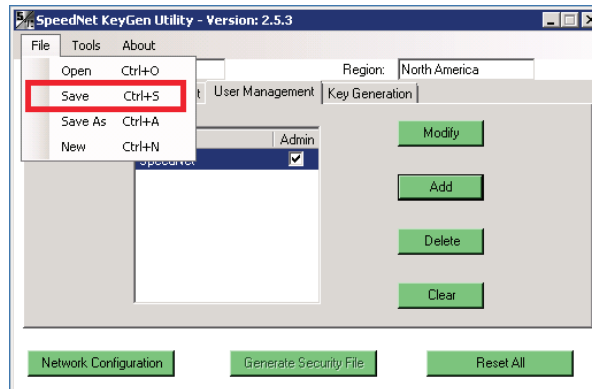 SpeedNet KeyGen Utility - Version: 2.5.3
File Tools About
Open Ctrl+O
Region: North America
Save Ctrl+S
t User Management Key Generation
Save As Ctrl+A
New Ctrl+N
Admin
Modify
SpeedNet
Add
Delete
Clear
Network Configuration Generate Security File Reset All